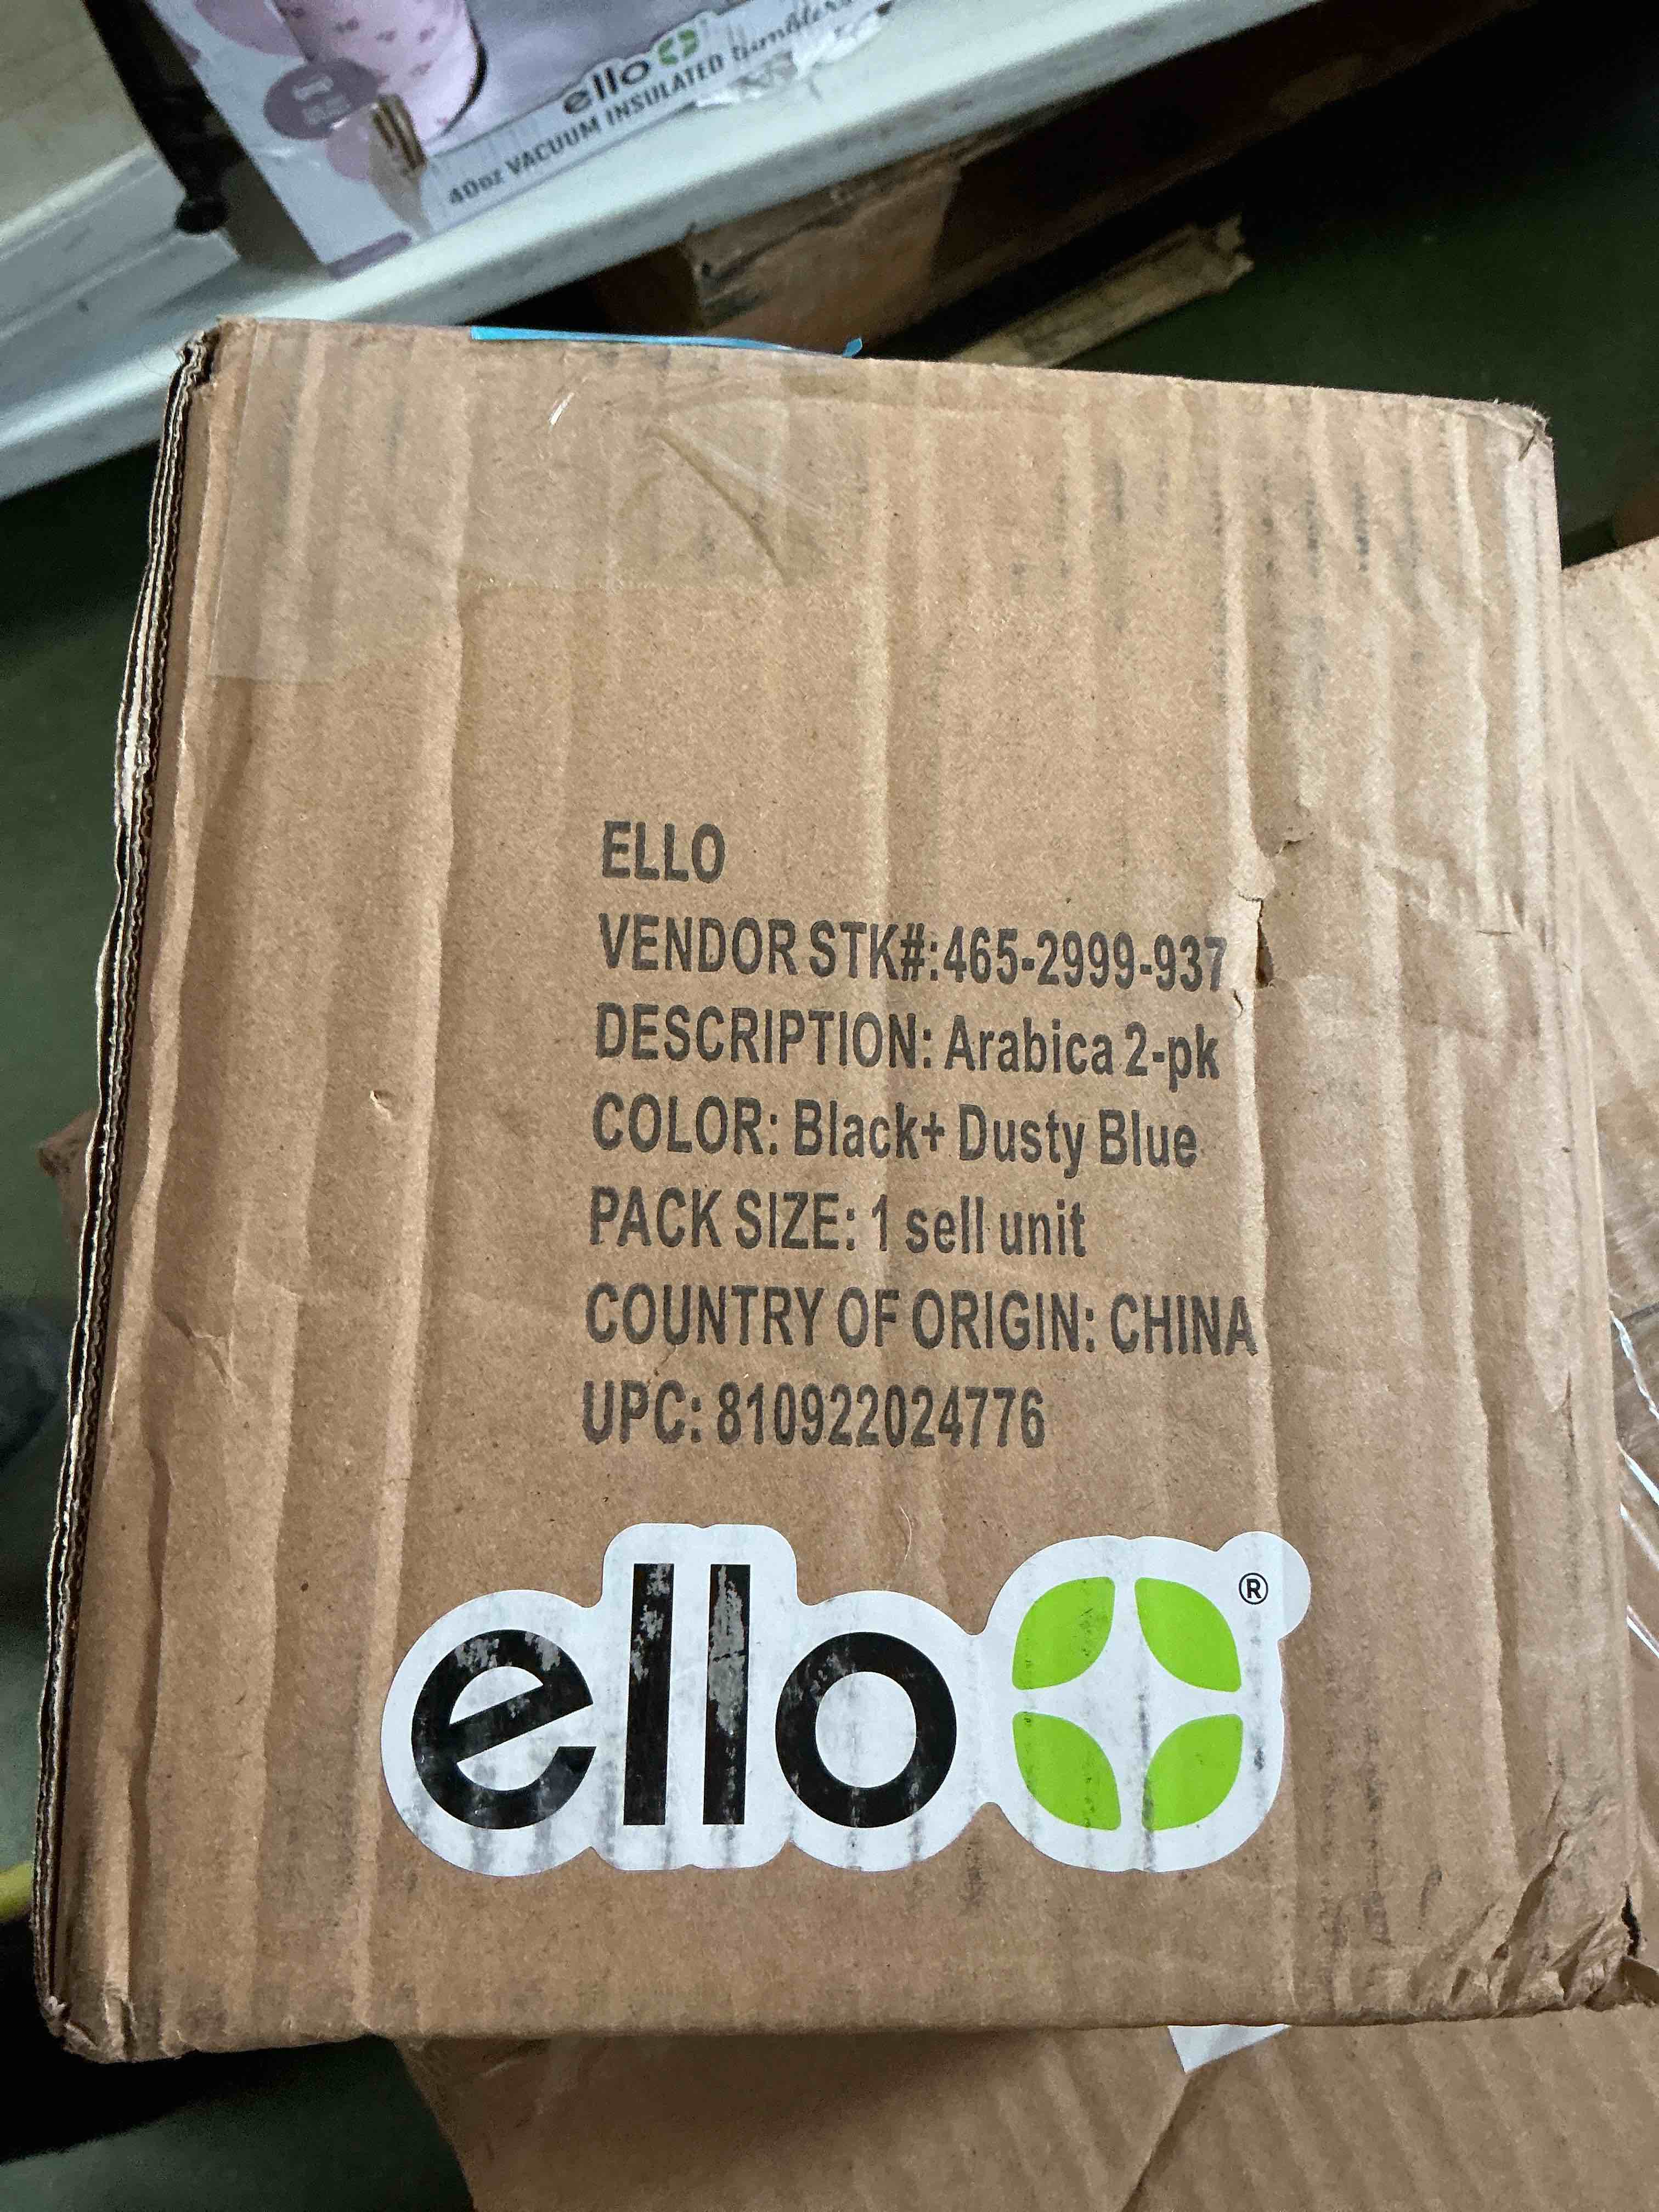 ello
40oz VACUUM INSULATED tumblers
ELLO
VENDOR STK#:465-2999-937
DESCRIPTION: Arabica 2-pk
COLOR: Black+ Dusty Blue
PACK SIZE: 1 sell unit
COUNTRY OF ORIGIN: CHINA
UPC: 810922024776
ello ®